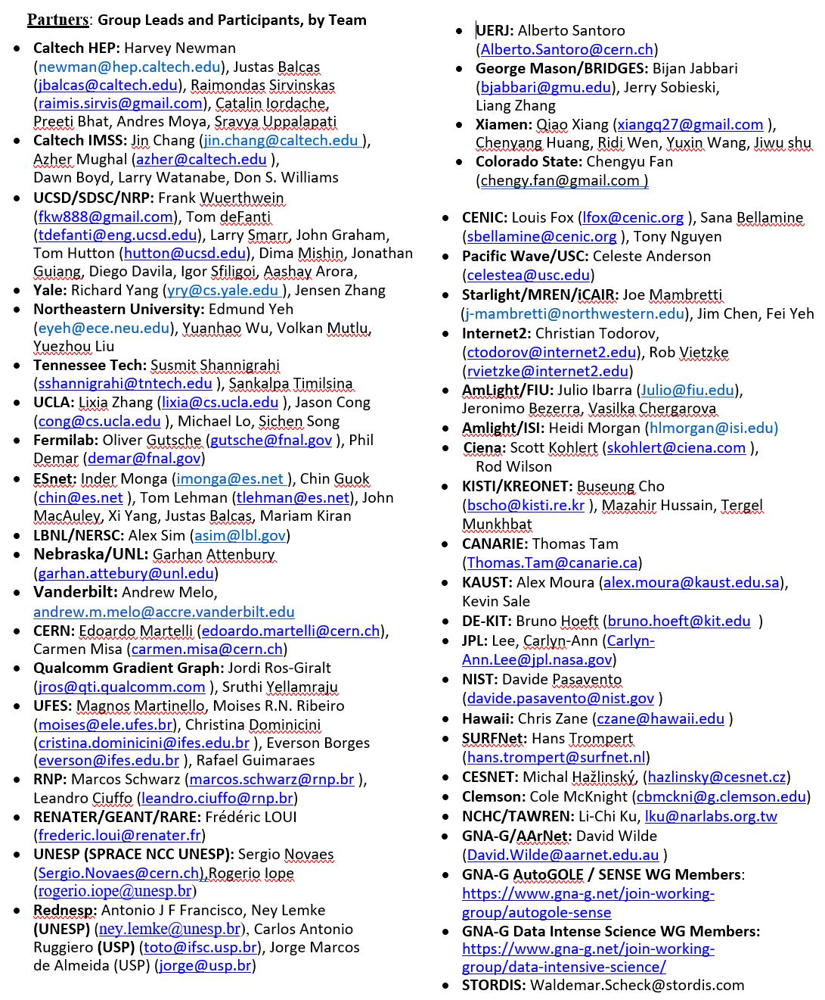 Partners: Group Leads and Participants, by Team
• Caltech HEP: Harvey Newman
(newman@hep.caltech.edu), Justas Balcas
(jbalcas@caltech.edu), Raimondas Sirvinskas
(raimis.sirvis@gmail.com), Catalin Iordache,
Preeti Bhat, Andres Moya, Sravya Uppalapati
• Caltech IMSS: Jin Chang (jin.chang@caltech.edu ),
Azher Mughal (azher@caltech.edu ),
Dawn Boyd, Larry Watanabe, Don S. Williams
• UCSD/SDSC/NRP: Frank Wuerthwein
(fkw888@gmail.com), Tom deFanti
(tdefanti@eng.ucsd.edu), Larry Smarr, John Graham,
Tom Hutton (hutton@ucsd.edu), Dima Mishin, Jonathan
Guiang, Diego Davila, Igor Sfiligoi, Aashay Arora,
• Yale: Richard Yang (yry@cs.yale.edu ), Jensen Zhang
• Northeastern University: Edmund Yeh
(eyeh@ece.neu.edu), Yuanhao Wu, Volkan Mutlu,
Yuezhou Liu
• Tennessee Tech: Susmit Shannigrahi
(sshannigrahi@tntech.edu ), Sankalpa Timilsina
• UCLA: Lixia Zhang (lixia@cs.ucla.edu ), Jason Cong
(cong@cs.ucla.edu ), Michael Lo, Sichen Song
• Fermilab: Oliver Gutsche (gutsche@fnal.gov ), Phil
Demar (demar@fnal.gov)
• ESnet: Inder Monga (imonga@es.net ), Chin Guok
(chin@es.net ), Tom Lehman (tlehman@es.net), John
MacAuley, Xi Yang, Justas Balcas, Mariam Kiran
• LBNL/NERSC: Alex Sim (asim@lbl.gov)
• Nebraska/UNL: Garhan Attenbury
(garhan.attebury@unl.edu)
• Vanderbilt: Andrew Melo,
andrew.m.melo@accre.vanderbilt.edu
• CERN: Edoardo Martelli (edoardo.martelli@cern.ch),
Carmen Misa (carmen.misa@cern.ch)
• Qualcomm Gradient Graph: Jordi Ros-Giralt
(jros@qti.qualcomm.com ), Sruthi Yellamraju
• UFES: Magnos Martinello, Moises R.N. Ribeiro
(moises@ele.ufes.br), Christina Dominicini
(cristina.dominicini@ifes.edu.br ), Everson Borges
(everson@ifes.edu.br ), Rafael Guimaraes
• RNP: Marcos Schwarz (marcos.schwarz@rnp.br ),
Leandro Ciuffo (leandro.ciuffo@rnp.br)
• RENATER/GEANT/RARE: Frédéric LOUI
(frederic.loui@renater.fr)
• UNESP (SPRACE NCC UNESP): Sergio Novaes
(Sergio.Novaes@cern.ch),Rogerio Iope
(rogerio.iope@unesp.br)
• Rednesp: Antonio J F Francisco, Ney Lemke
(UNESP) (ney.lemke@unesp.br), Carlos Antonio
Ruggiero (USP) (toto@ifsc.usp.br), Jorge Marcos
de Almeida (USP) (jorge@usp.br)
• UERJ: Alberto Santoro
(Alberto.Santoro@cern.ch)
• George Mason/BRIDGES: Bijan Jabbari
(bjabbari@gmu.edu), Jerry Sobieski,
Liang Zhang
• Xiamen: Qiao Xiang (xiangq27@gmail.com ),
Chenyang Huang, Ridi Wen, Yuxin Wang, Jiwu shu
• Colorado State: Chengyu Fan
(chengy.fan@gmail.com )
• CENIC: Louis Fox (lfox@cenic.org ), Sana Bellamine
(sbellamine@cenic.org ), Tony Nguyen
• Pacific Wave/USC: Celeste Anderson
(celestea@usc.edu)
• Starlight/MREN/iCAIR: Joe Mambretti
(j-mambretti@northwestern.edu), Jim Chen, Fei Yeh
• Internet2: Christian Todorov,
(ctodorov@internet2.edu), Rob Vietzke
(rvietzke@internet2.edu)
• AmLight/FIU: Julio Ibarra (Julio@fiu.edu),
Jeronimo Bezerra, Vasilka Chergarova
• Amlight/ISI: Heidi Morgan (hlmorgan@isi.edu)
• Ciena: Scott Kohlert (skohlert@ciena.com ),
Rod Wilson
• KISTI/KREONET: Buseung Cho
(bscho@kisti.re.kr ), Mazahir Hussain, Tergel
Munkhbat
• CANARIE: Thomas Tam
(Thomas.Tam@canarie.ca)
• KAUST: Alex Moura (alex.moura@kaust.edu.sa),
Kevin Sale
• DE-KIT: Bruno Hoeft (bruno.hoeft@kit.edu )
• JPL: Lee, Carlyn-Ann (Carlyn-
Ann.Lee@jpl.nasa.gov)
• NIST: Davide Pasavento
(davide.pasavento@nist.gov )
• Hawaii: Chris Zane (czane@hawaii.edu )
• SURFNet: Hans Trompert
(hans.trompert@surfnet.nl)
• CESNET: Michal Hažlinský, (hazlinsky@cesnet.cz)
• Clemson: Cole McKnight (cbmckni@g.clemson.edu)
• NCHC/TAWREN: Li-Chi Ku, lku@narlabs.org.tw
• GNA-G/AArNet: David Wilde
(David.Wilde@aarnet.edu.au )
• GNA-G AutoGOLE / SENSE WG Members:
https://www.gna-g.net/join-working-
group/autogole-sense
• GNA-G Data Intense Science WG Members:
https://www.gna-g.net/join-working-
group/data-intensive-science/
• STORDIS: Waldemar.Scheck@stordis.com